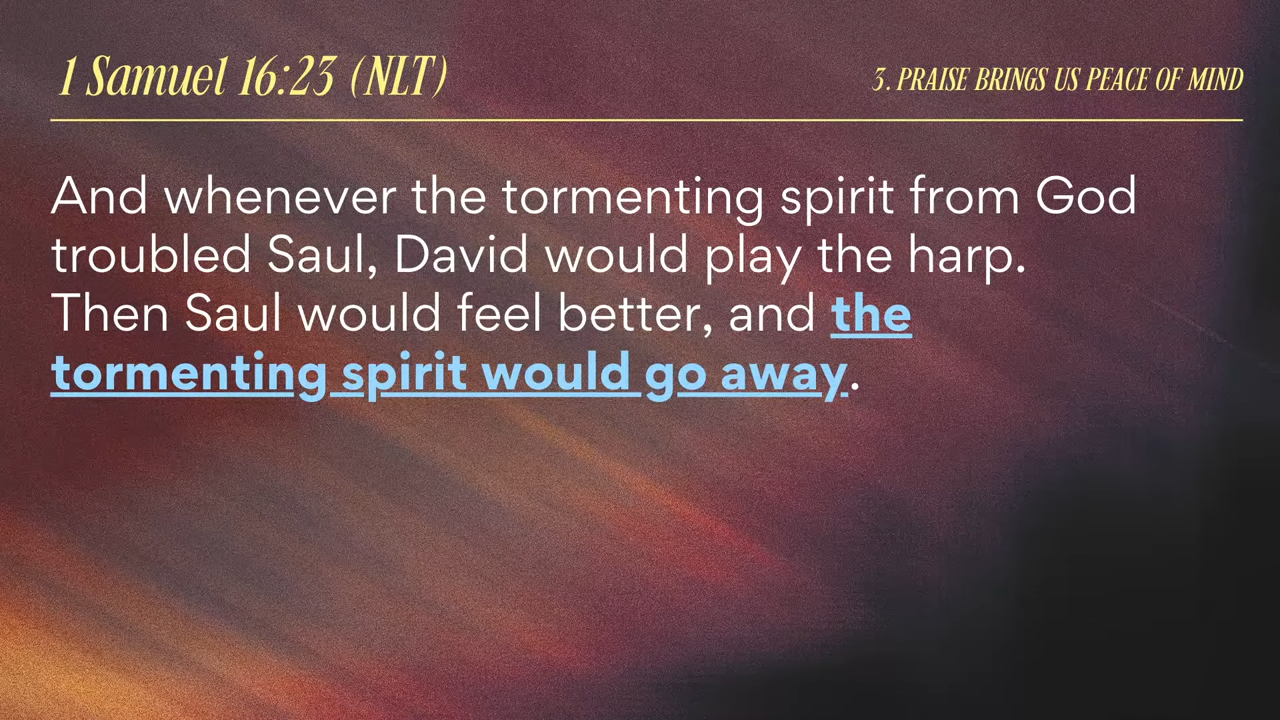 1 Samuel 16:23 (NLT)
3. PRAISE BRINGS US PEACE OF MIND
And whenever the tormenting spirit from God
troubled Saul, David would play the harp.
Then Saul would feel better, and the
tormenting spirit would go away.